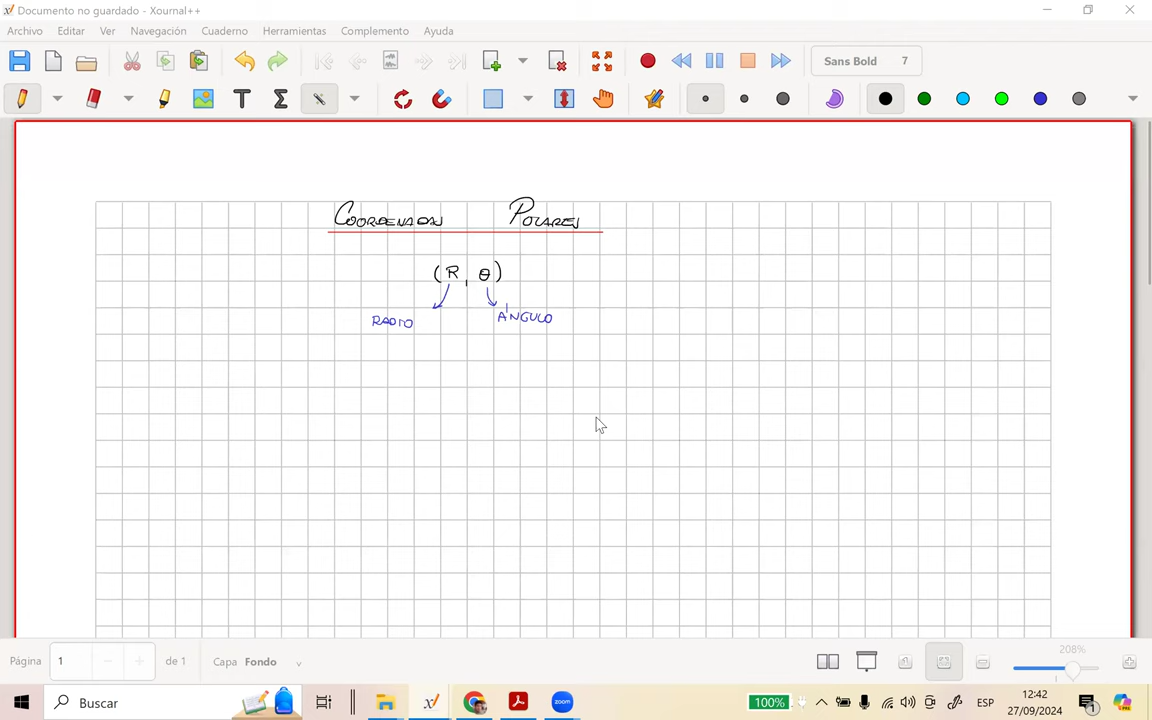 Documento no guardado - Xournal++
Archivo Editar Ver Navegación Cuaderno Herramientas Complemento Ayuda
Sans Bold 7
COORDENADAS POLARES
(R, θ)
RADIO ÁNGULO
Página 1 de 1 Capa Fondo 208%
Buscar 100% ESP 12:42
27/09/2024 1